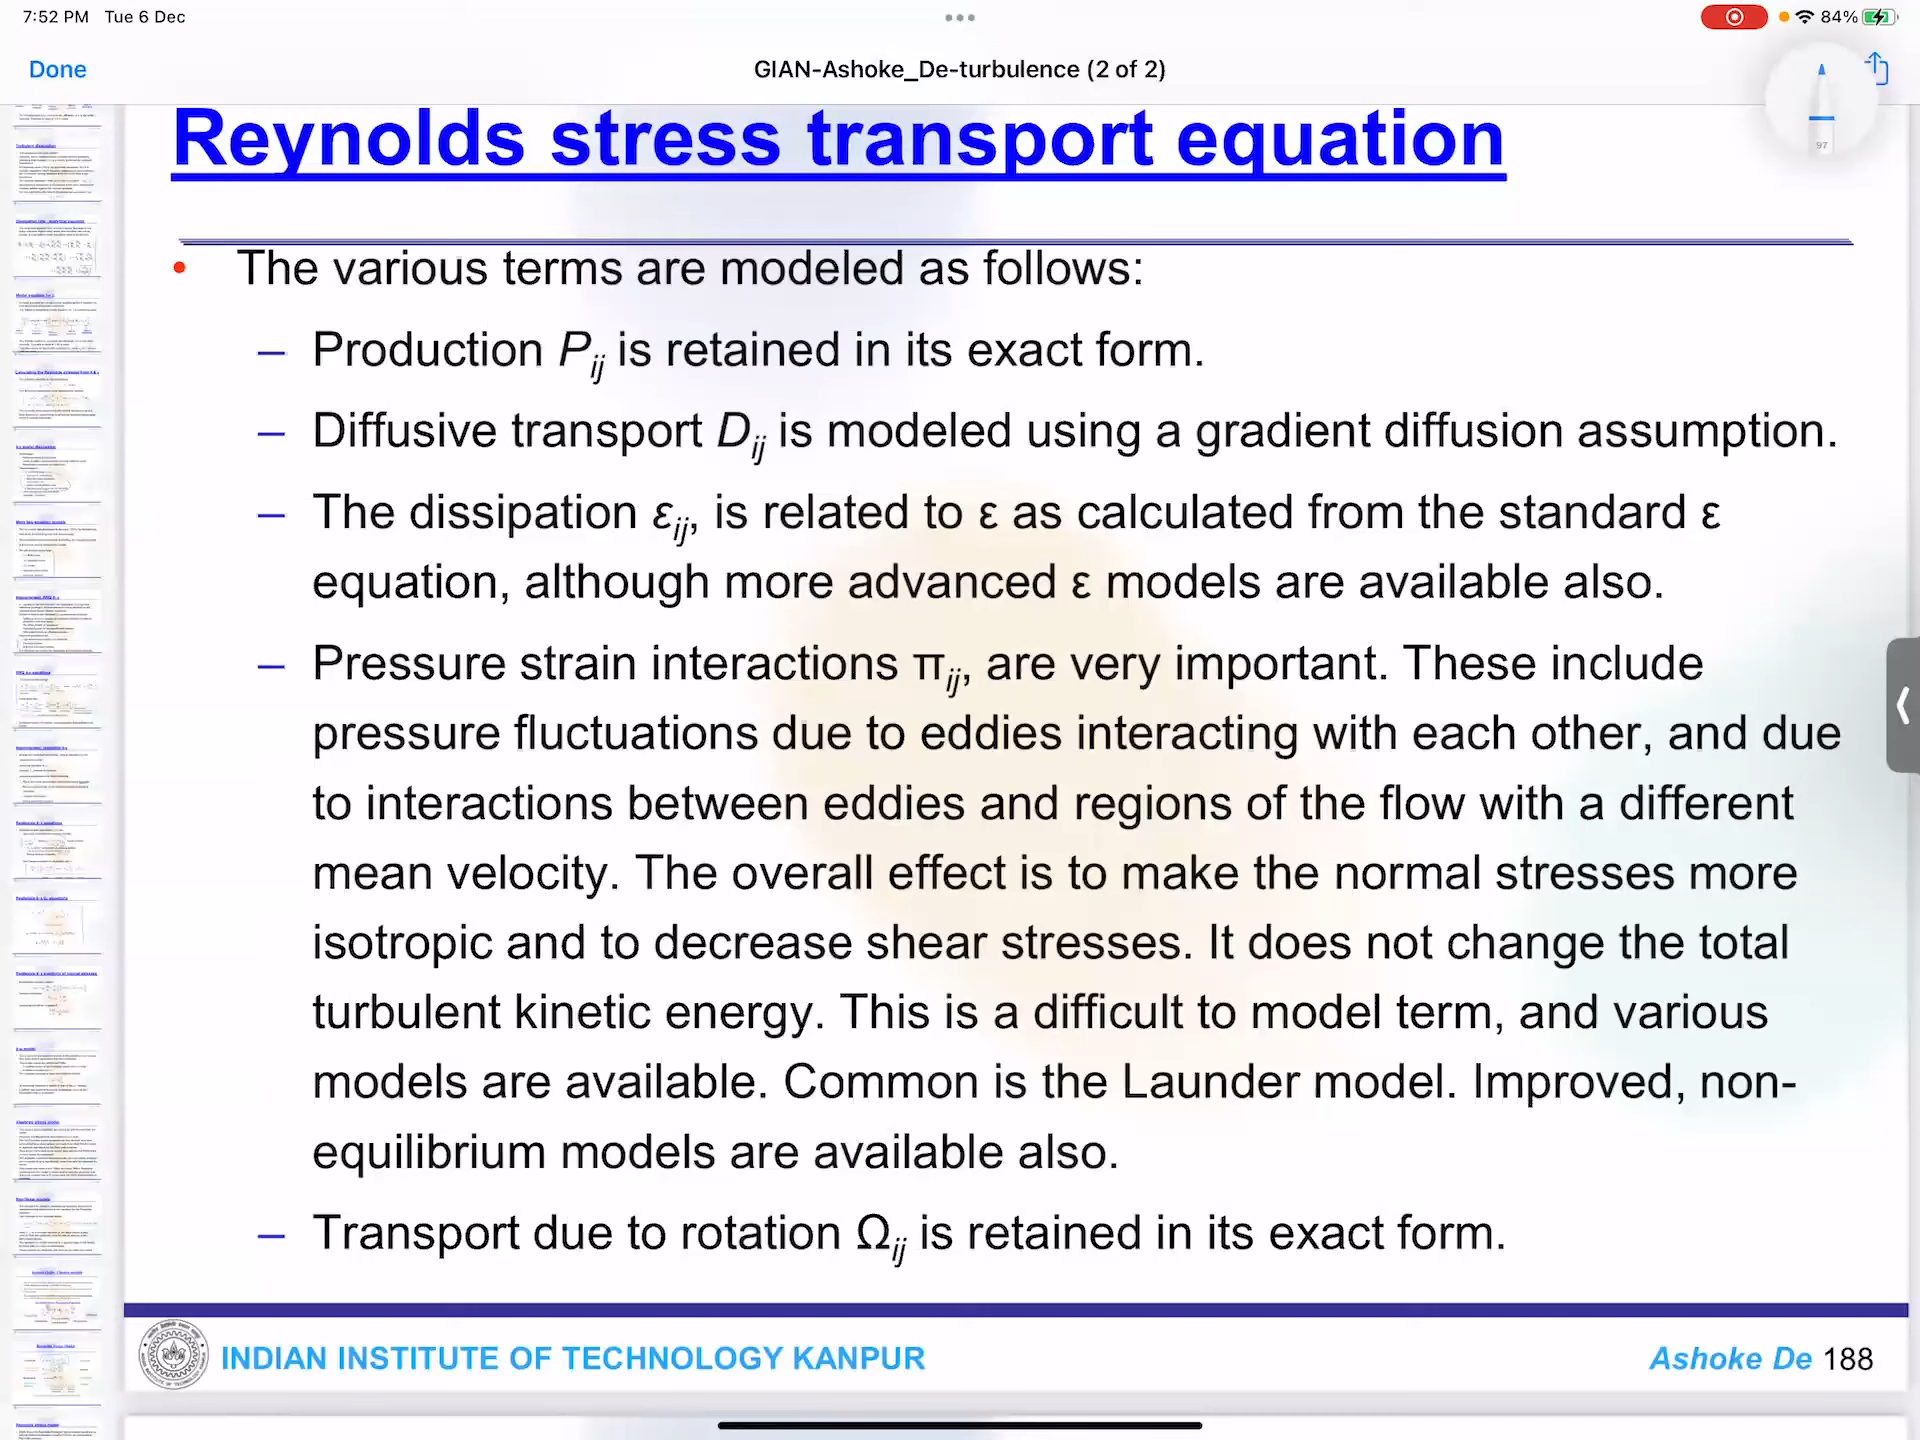 7:52 PM Tue 6 Dec
84%
Done
GIAN-Ashoke_De-turbulence (2 of 2)
97
Reynolds stress transport equation
• The various terms are modeled as follows:
– Production Pij is retained in its exact form.
– Diffusive transport Dij is modeled using a gradient diffusion assumption.
– The dissipation εij, is related to ε as calculated from the standard ε
equation, although more advanced ε models are available also.
– Pressure strain interactions πij, are very important. These include
pressure fluctuations due to eddies interacting with each other, and due
to interactions between eddies and regions of the flow with a different
mean velocity. The overall effect is to make the normal stresses more
isotropic and to decrease shear stresses. It does not change the total
turbulent kinetic energy. This is a difficult to model term, and various
models are available. Common is the Launder model. Improved, non-
equilibrium models are available also.
– Transport due to rotation Ωij is retained in its exact form.
INDIAN INSTITUTE OF TECHNOLOGY KANPUR
Ashoke De 188